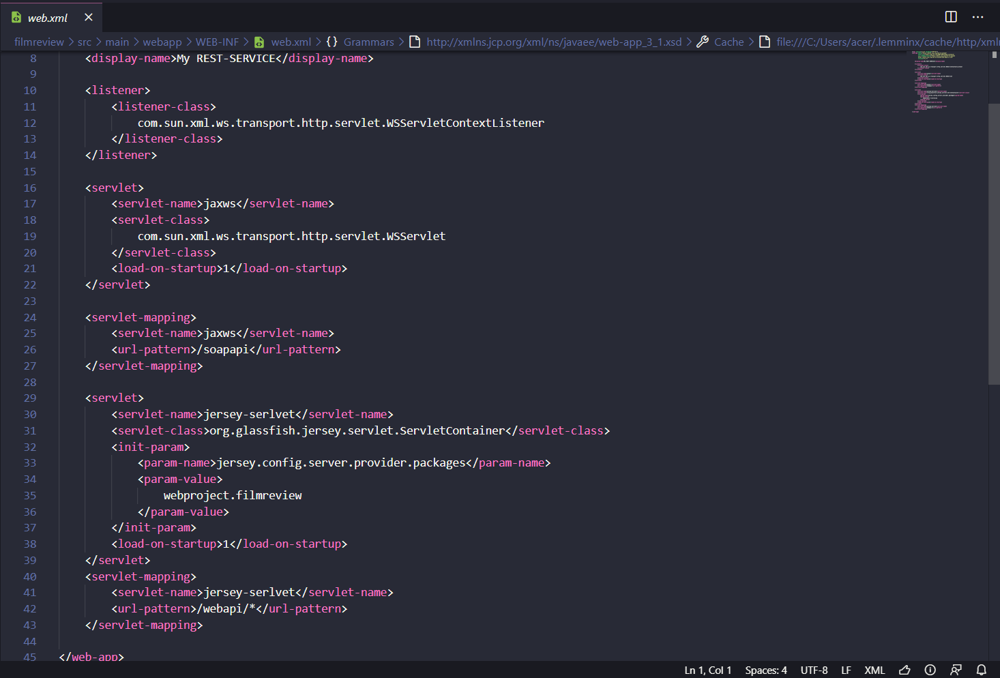 web.xml
filmreview > src > main > webapp > WEB-INF > web.xml > {} Grammars > http://xmlns.jcp.org/xml/ns/javaee/web-app_3_1.xsd > Cache > file:///C:/Users/acer/.lemminx/cache/http/xml
8 <display-name>My REST-SERVICE</display-name>
9
10 <listener>
11 <listener-class>
12 com.sun.xml.ws.transport.http.servlet.WSServletContextListener
13 </listener-class>
14 </listener>
15
16 <servlet>
17 <servlet-name>jaxws</servlet-name>
18 <servlet-class>
19 com.sun.xml.ws.transport.http.servlet.WSServlet
20 </servlet-class>
21 <load-on-startup>1</load-on-startup>
22 </servlet>
23
24 <servlet-mapping>
25 <servlet-name>jaxws</servlet-name>
26 <url-pattern>/soapapi</url-pattern>
27 </servlet-mapping>
28
29 <servlet>
30 <servlet-name>jersey-serlvet</servlet-name>
31 <servlet-class>org.glassfish.jersey.servlet.ServletContainer</servlet-class>
32 <init-param>
33 <param-name>jersey.config.server.provider.packages</param-name>
34 <param-value>
35 webproject.filmreview
36 </param-value>
37 </init-param>
38 <load-on-startup>1</load-on-startup>
39 </servlet>
40 <servlet-mapping>
41 <servlet-name>jersey-serlvet</servlet-name>
42 <url-pattern>/webapi/*</url-pattern>
43 </servlet-mapping>
44
45 </web-app>
Ln 1, Col 1 Spaces: 4 UTF-8 LF XML